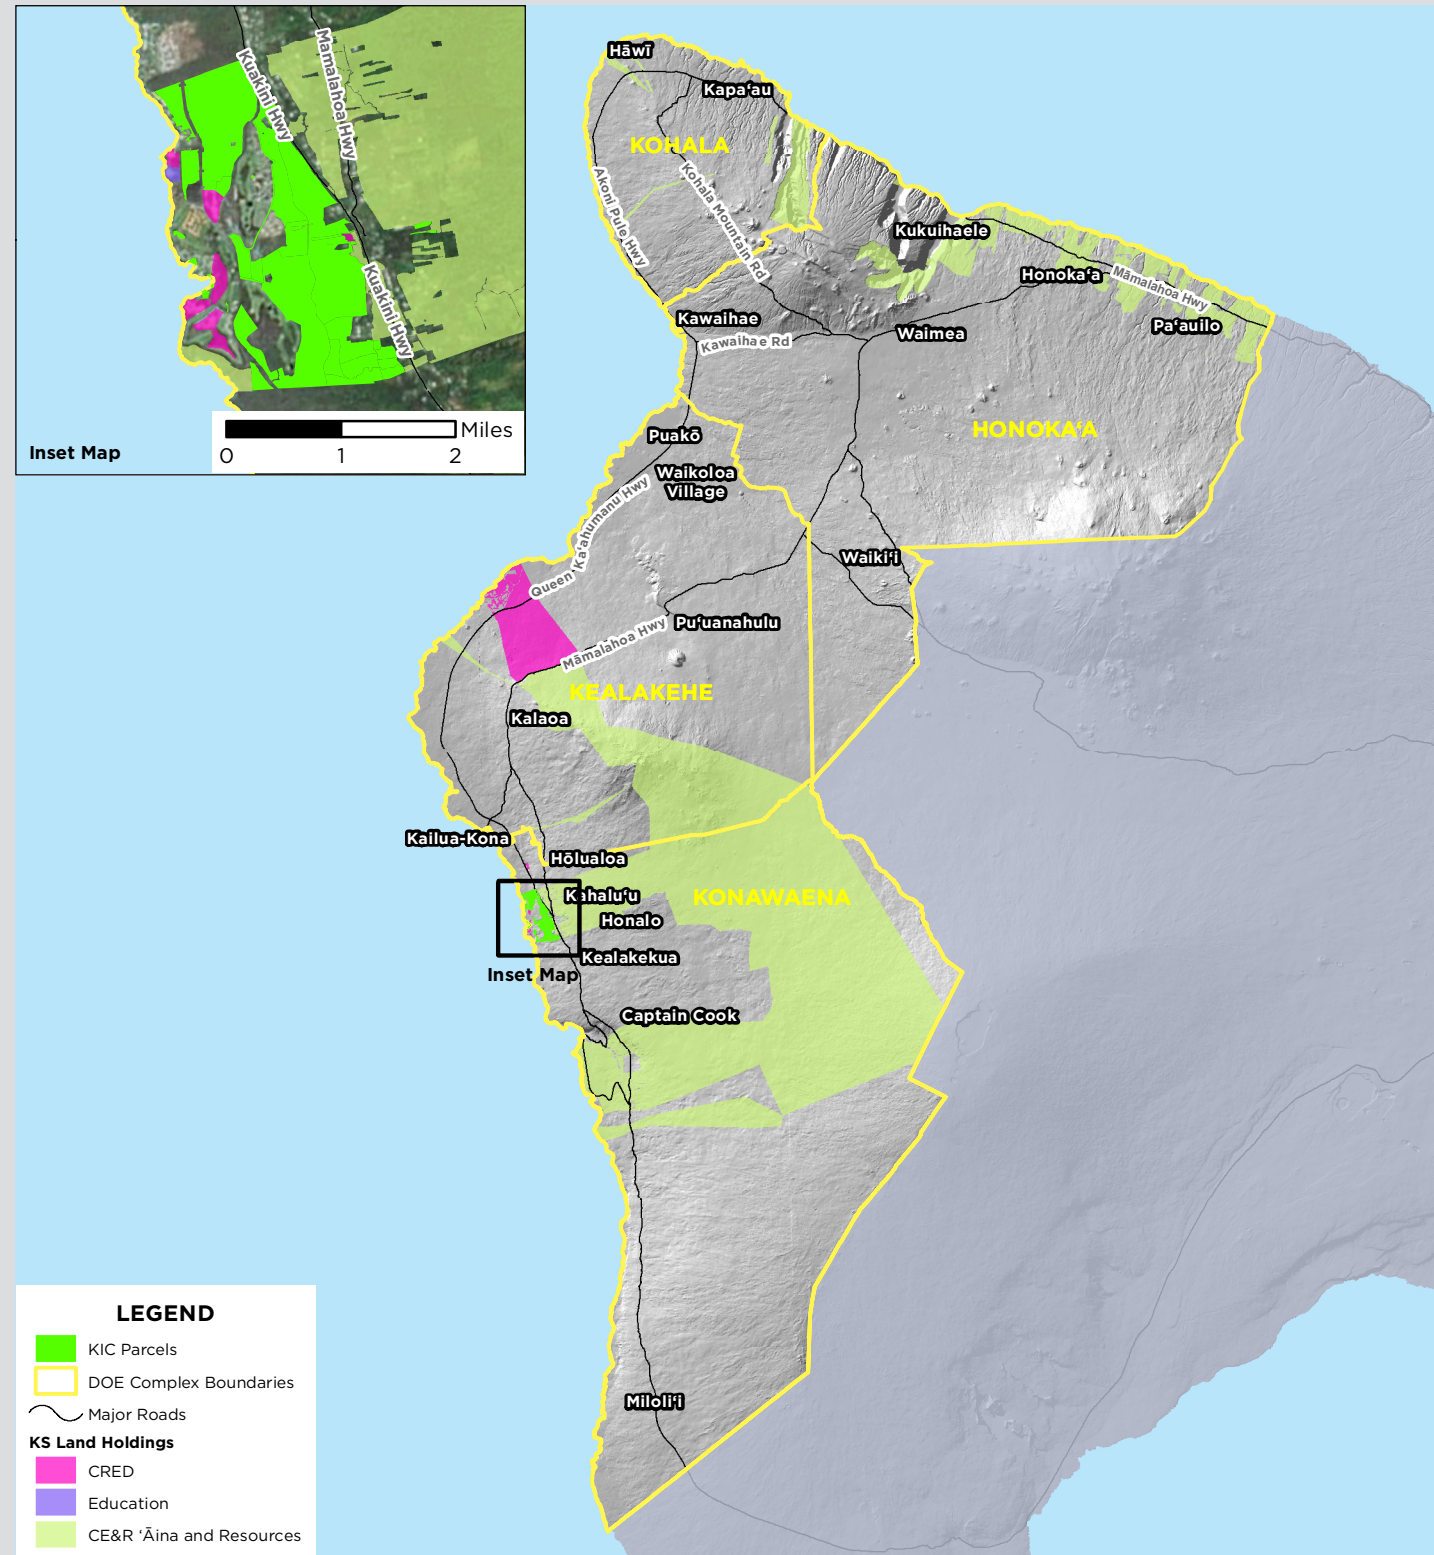 Kuakini Hwy
Mamalahoa Hwy
Kuakini Hwy
Miles
0 1 2
Inset Map
Hāwī
Kapaʻau
KOHALA
Akoni Pule Hwy
Kohala Mountain Rd
Kukuihaele
Honokaʻa
Māmalahoa Hwy
Paʻauilo
Kawaihae
Kawaihae Rd
Waimea
HONOKAʻA
Puakō
Waikoloa
Village
Queen Kaʻahumanu Hwy
Waikiʻi
Puʻuanahulu
Māmalahoa Hwy
KEALAKEHE
Kalaoa
Kailua-Kona
Hōlualoa
Kahaluʻu
KONAWAENA
Honalo
Kealakekua
Inset Map
Captain Cook
Miloliʻi
LEGEND
KIC Parcels
DOE Complex Boundaries
Major Roads
KS Land Holdings
CRED
Education
CE&R ʻĀina and Resources